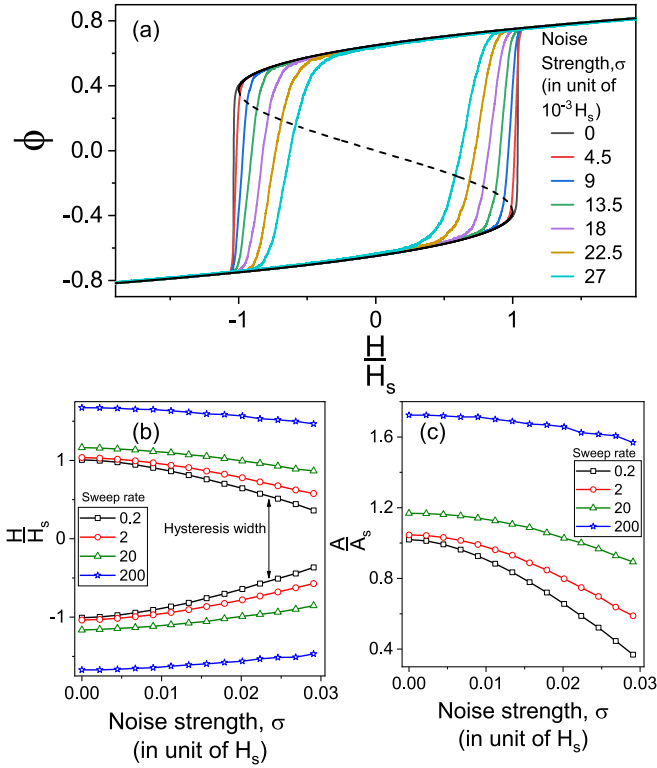 (a)
Noise
Strength,σ
(in unit of
10⁻³Hₛ)
0
4.5
9
13.5
18
22.5
27
0.8
0.4
0.0
-0.4
-0.8
ϕ
-1
0
1
H
Hₛ
(b)
Sweep rate
0.2
2
20
200
Hysteresis width
1
0
-1
H
Hₛ
0.00
0.01
0.02
0.03
Noise strength, σ
(in unit of Hₛ)
(c)
Sweep rate
0.2
2
20
200
1.6
1.2
0.8
0.4
A
Aₛ
0.00
0.01
0.02
0.03
Noise strength, σ
(in unit of Hₛ)